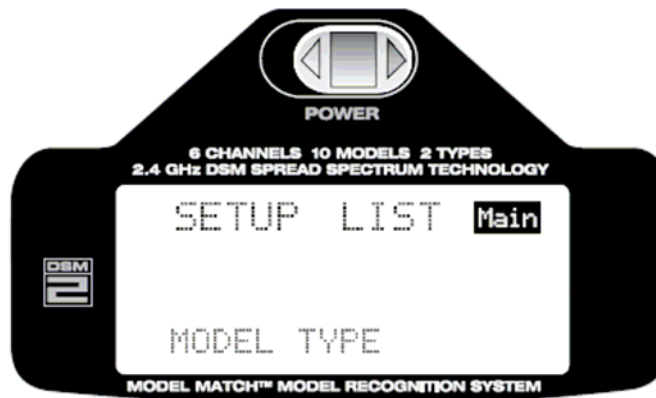 POWER
6 CHANNELS 10 MODELS 2 TYPES
2.4 GHz DSM SPREAD SPECTRUM TECHNOLOGY
SETUP LIST Main
DSM
2
MODEL TYPE
MODEL MATCH™ MODEL RECOGNITION SYSTEM